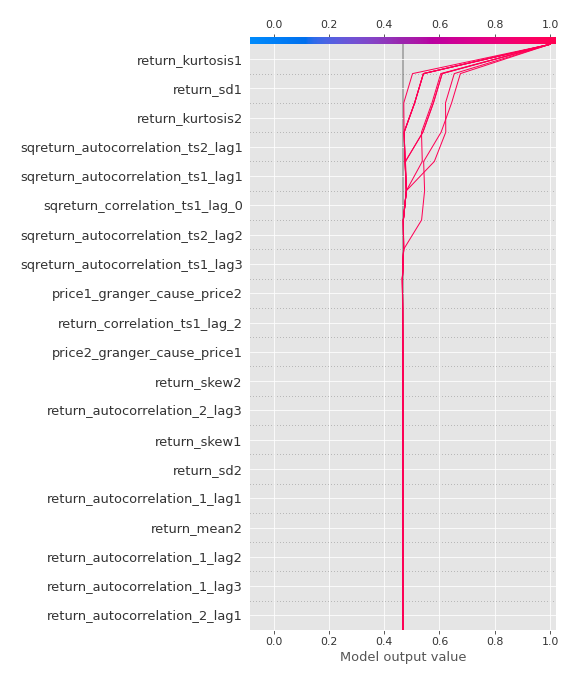 0.0 0.2 0.4 0.6 0.8 1.0
return_kurtosis1
return_sd1
return_kurtosis2
sqreturn_autocorrelation_ts2_lag1
sqreturn_autocorrelation_ts1_lag1
sqreturn_correlation_ts1_lag_0
sqreturn_autocorrelation_ts2_lag2
sqreturn_autocorrelation_ts1_lag3
price1_granger_cause_price2
return_correlation_ts1_lag_2
price2_granger_cause_price1
return_skew2
return_autocorrelation_2_lag3
return_skew1
return_sd2
return_autocorrelation_1_lag1
return_mean2
return_autocorrelation_1_lag2
return_autocorrelation_1_lag3
return_autocorrelation_2_lag1
0.0 0.2 0.4 0.6 0.8 1.0
Model output value